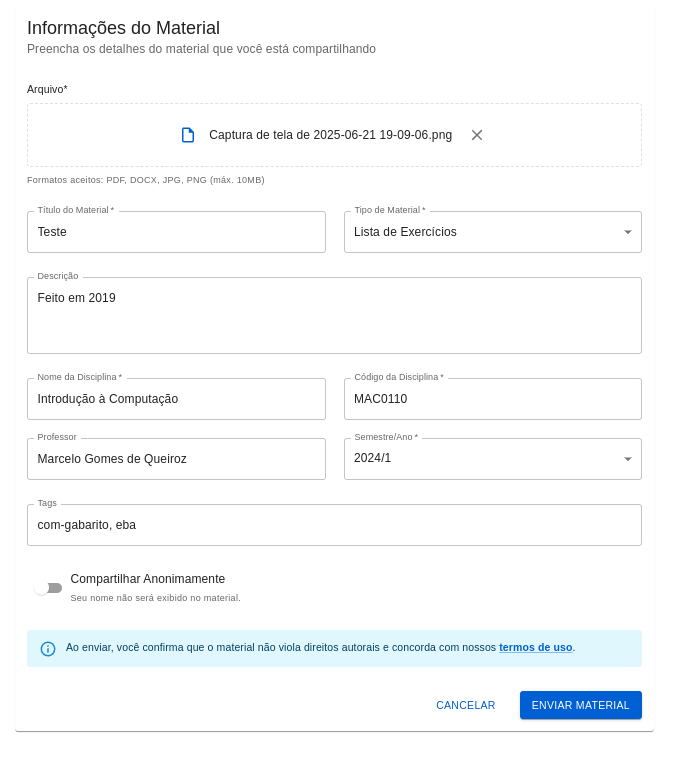 Informações do Material
Preencha os detalhes do material que você está compartilhando
Arquivo*
Captura de tela de 2025-06-21 19-09-06.png
Formatos aceitos: PDF, DOCX, JPG, PNG (máx. 10MB)
Título do Material *
Teste
Tipo de Material *
Lista de Exercícios
Descrição
Feito em 2019
Nome da Disciplina *
Introdução à Computação
Código da Disciplina *
MAC0110
Professor
Marcelo Gomes de Queiroz
Semestre/Ano *
2024/1
Tags
com-gabarito, eba
Compartilhar Anonimamente
Seu nome não será exibido no material.
Ao enviar, você confirma que o material não viola direitos autorais e concorda com nossos termos de uso.
CANCELAR
ENVIAR MATERIAL